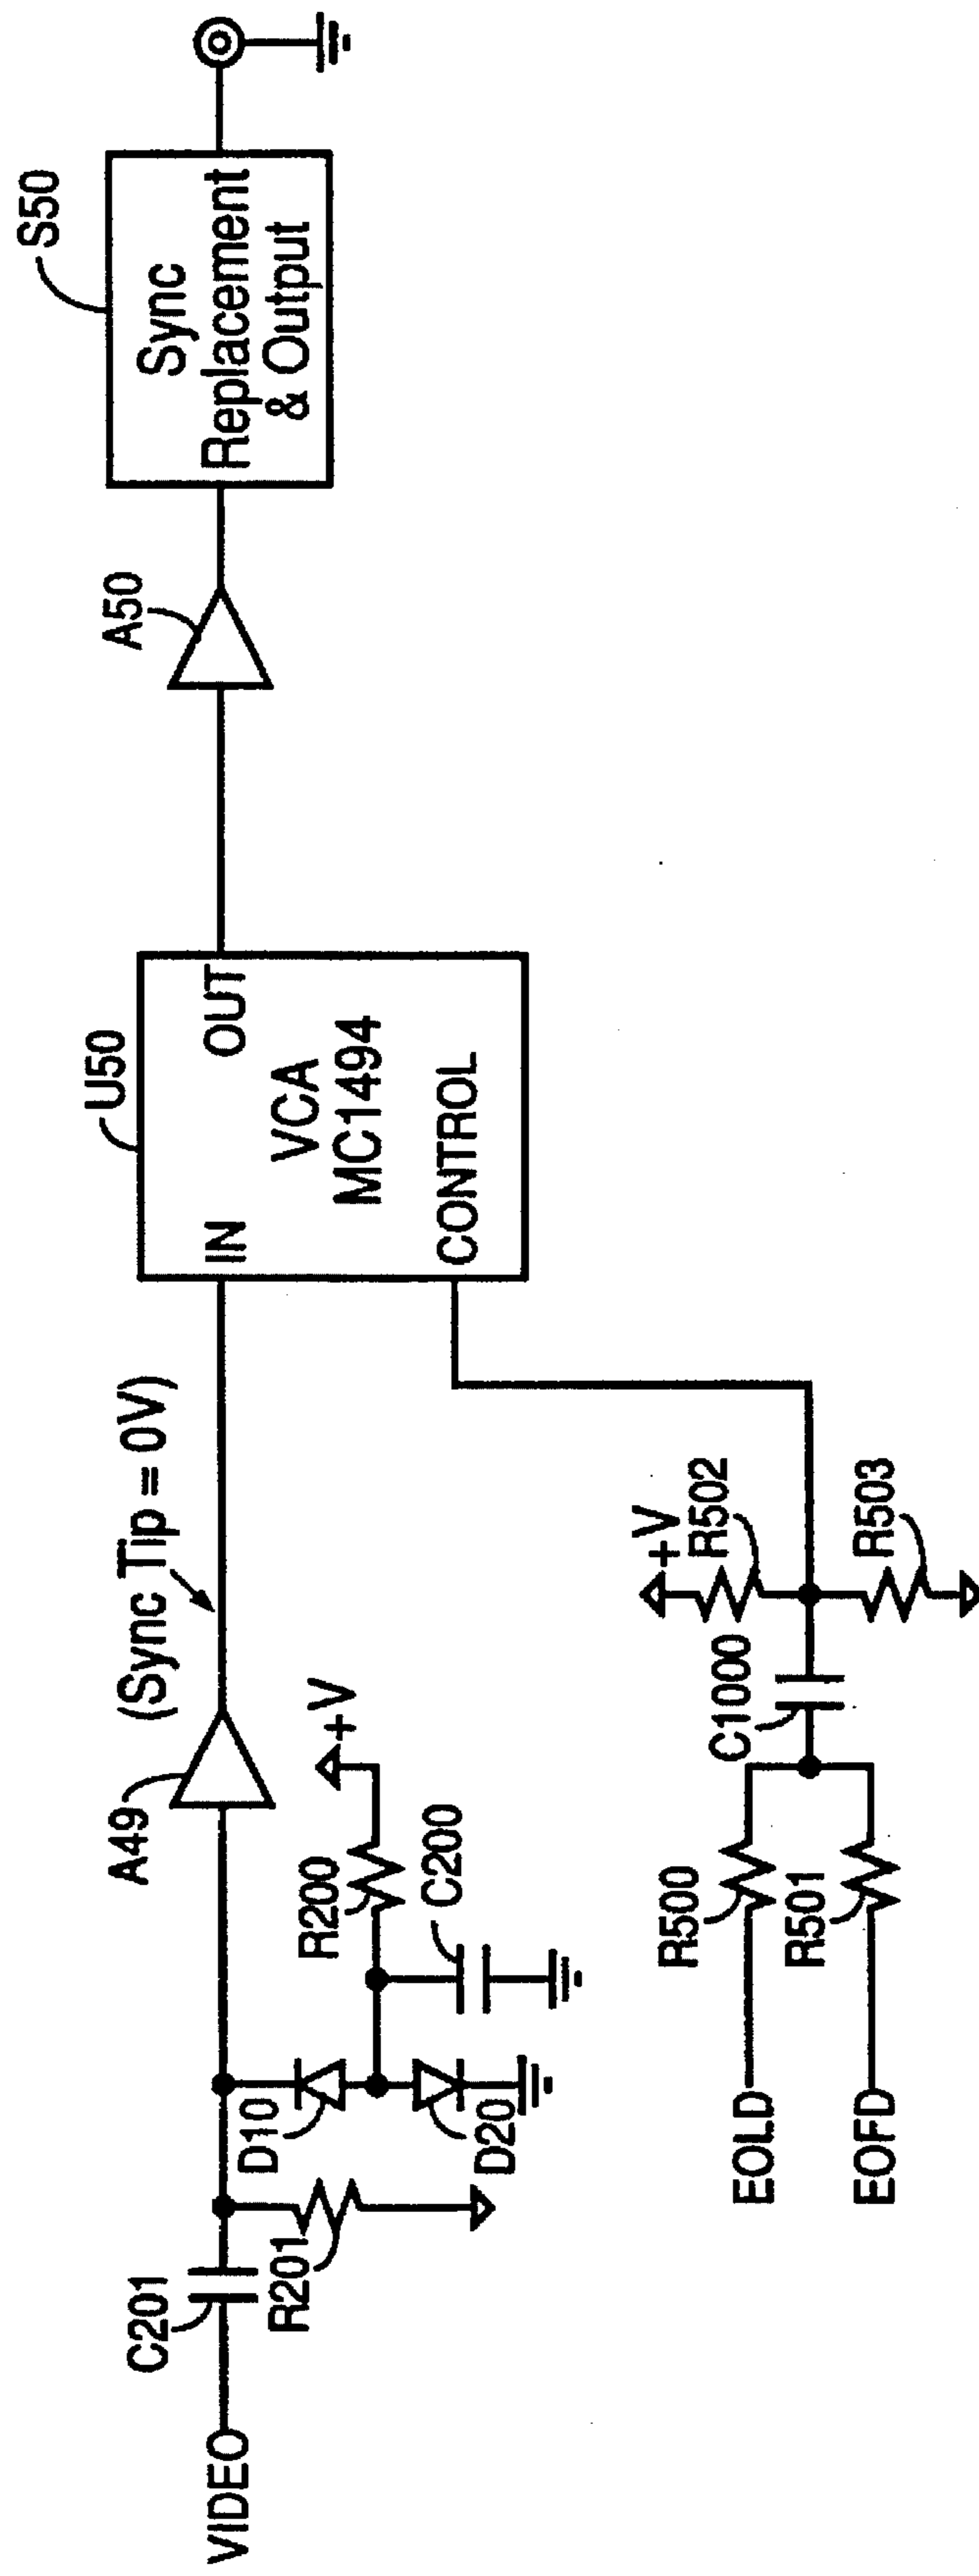 VIDEO
C201
R201
D10
D20
R200
+V
C200
A49
(Sync Tip = 0V)
U50
IN
OUT
VCA
MC1494
CONTROL
A50
S50
Sync
Replacement
& Output
EOLD
EOFD
R500
R501
C1000
+V
R502
R503